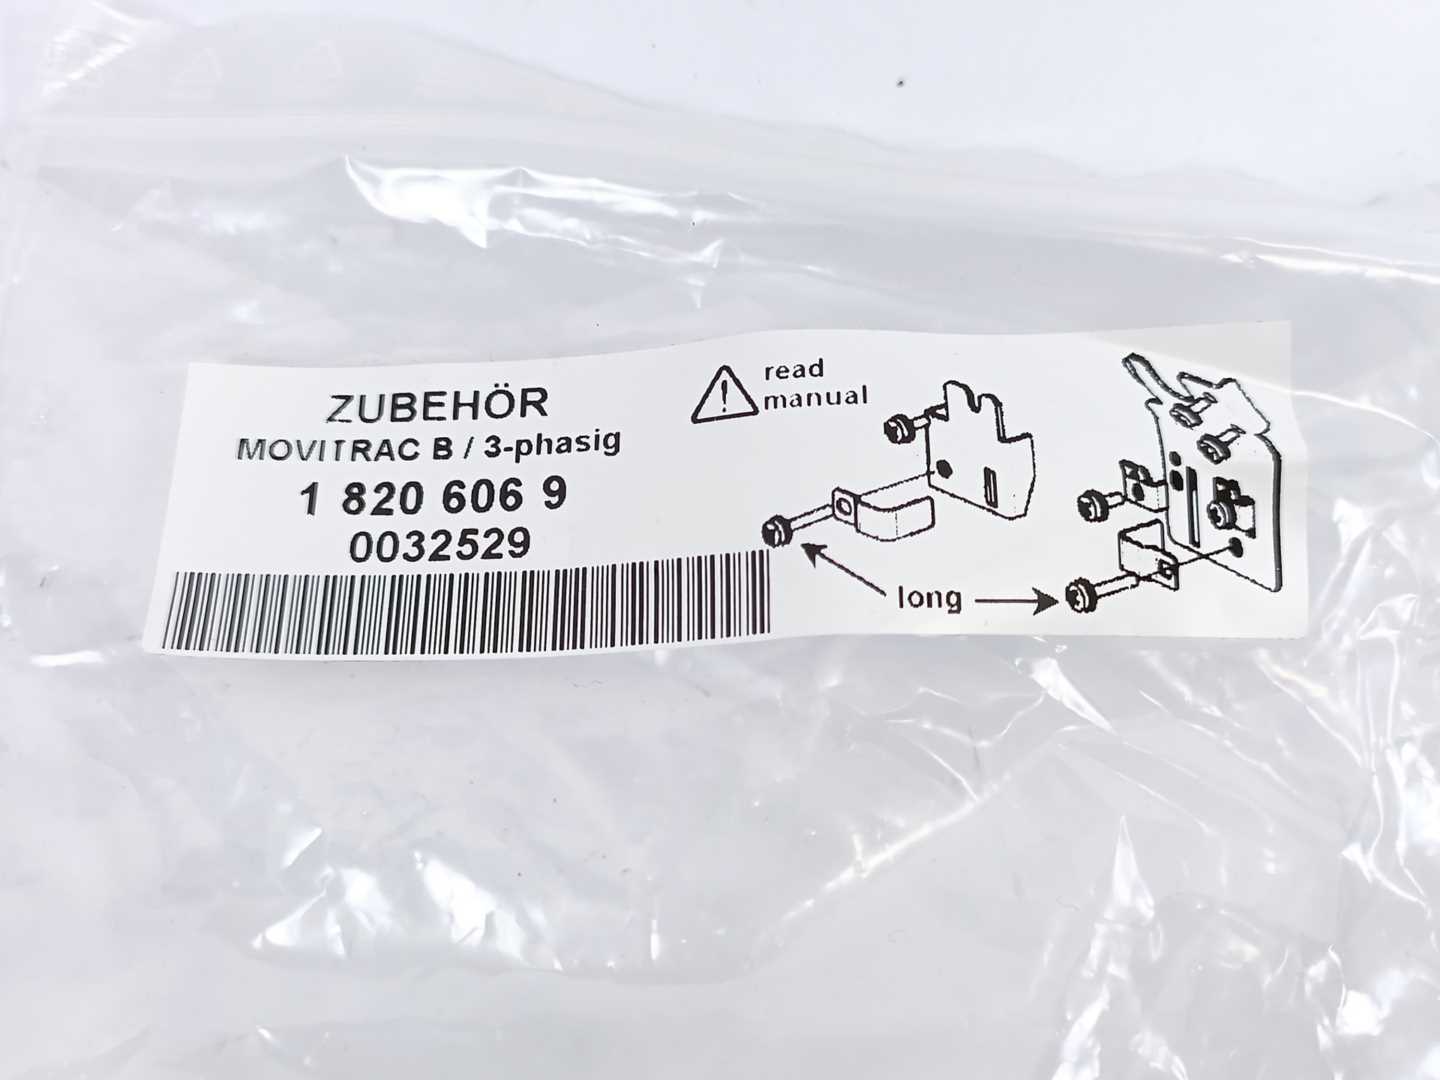 ZUBEHÖR
MOVITRAC B / 3-phasig
1 820 606 9
0032529
read
manual
long